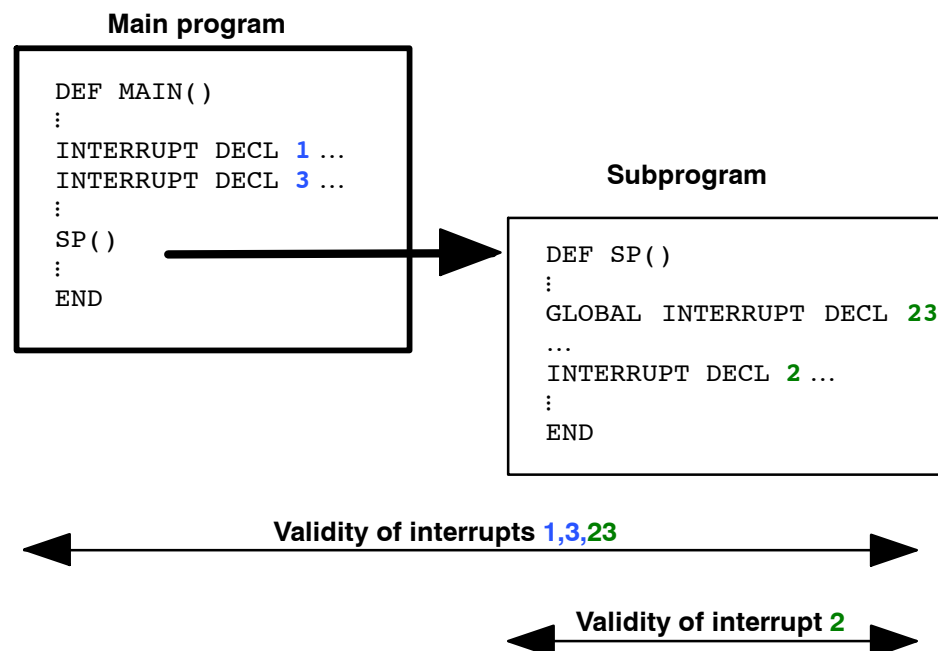 Main program
DEF MAIN()
⋮
INTERRUPT DECL 1 ...
INTERRUPT DECL 3 ...
⋮
SP()
⋮
END
Subprogram
DEF SP()
⋮
GLOBAL INTERRUPT DECL 23
...
INTERRUPT DECL 2 ...
⋮
END
Validity of interrupts 1,3,23
Validity of interrupt 2